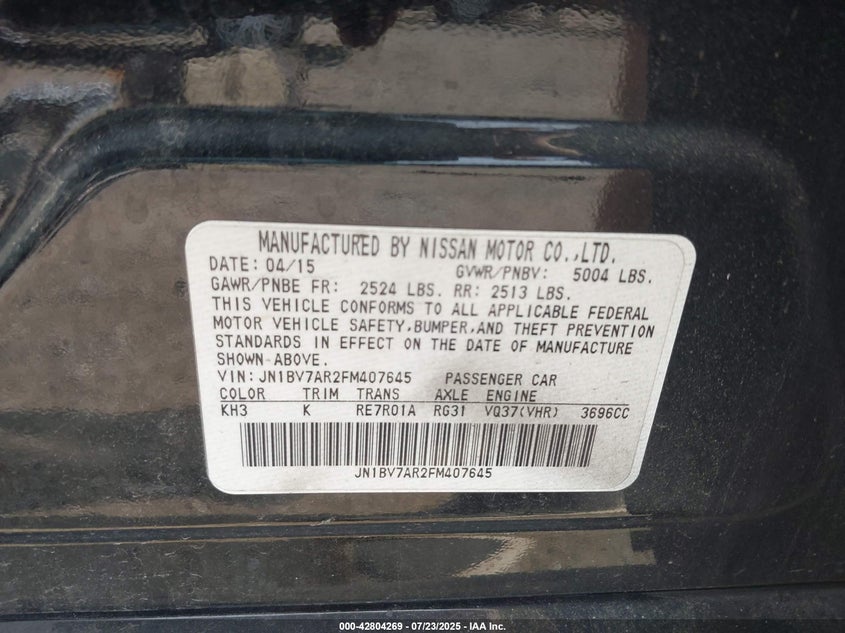 MANUFACTURED BY NISSAN MOTOR CO.,LTD.
DATE: 04/15 GVWR/PNBV: 5004 LBS.
GAWR/PNBE FR: 2524 LBS. RR: 2513 LBS.
THIS VEHICLE CONFORMS TO ALL APPLICABLE FEDERAL
MOTOR VEHICLE SAFETY,BUMPER,AND THEFT PREVENTION
STANDARDS IN EFFECT ON THE DATE OF MANUFACTURE
SHOWN-ABOVE.
VIN: JN1BV7AR2FM407645 PASSENGER CAR
COLOR TRIM TRANS AXLE ENGINE
KH3 K RE7R01A RG31 VQ37(VHR) 3696CC
JN1BV7AR2FM407645
000-42804269 - 07/23/2025 - IAA Inc.